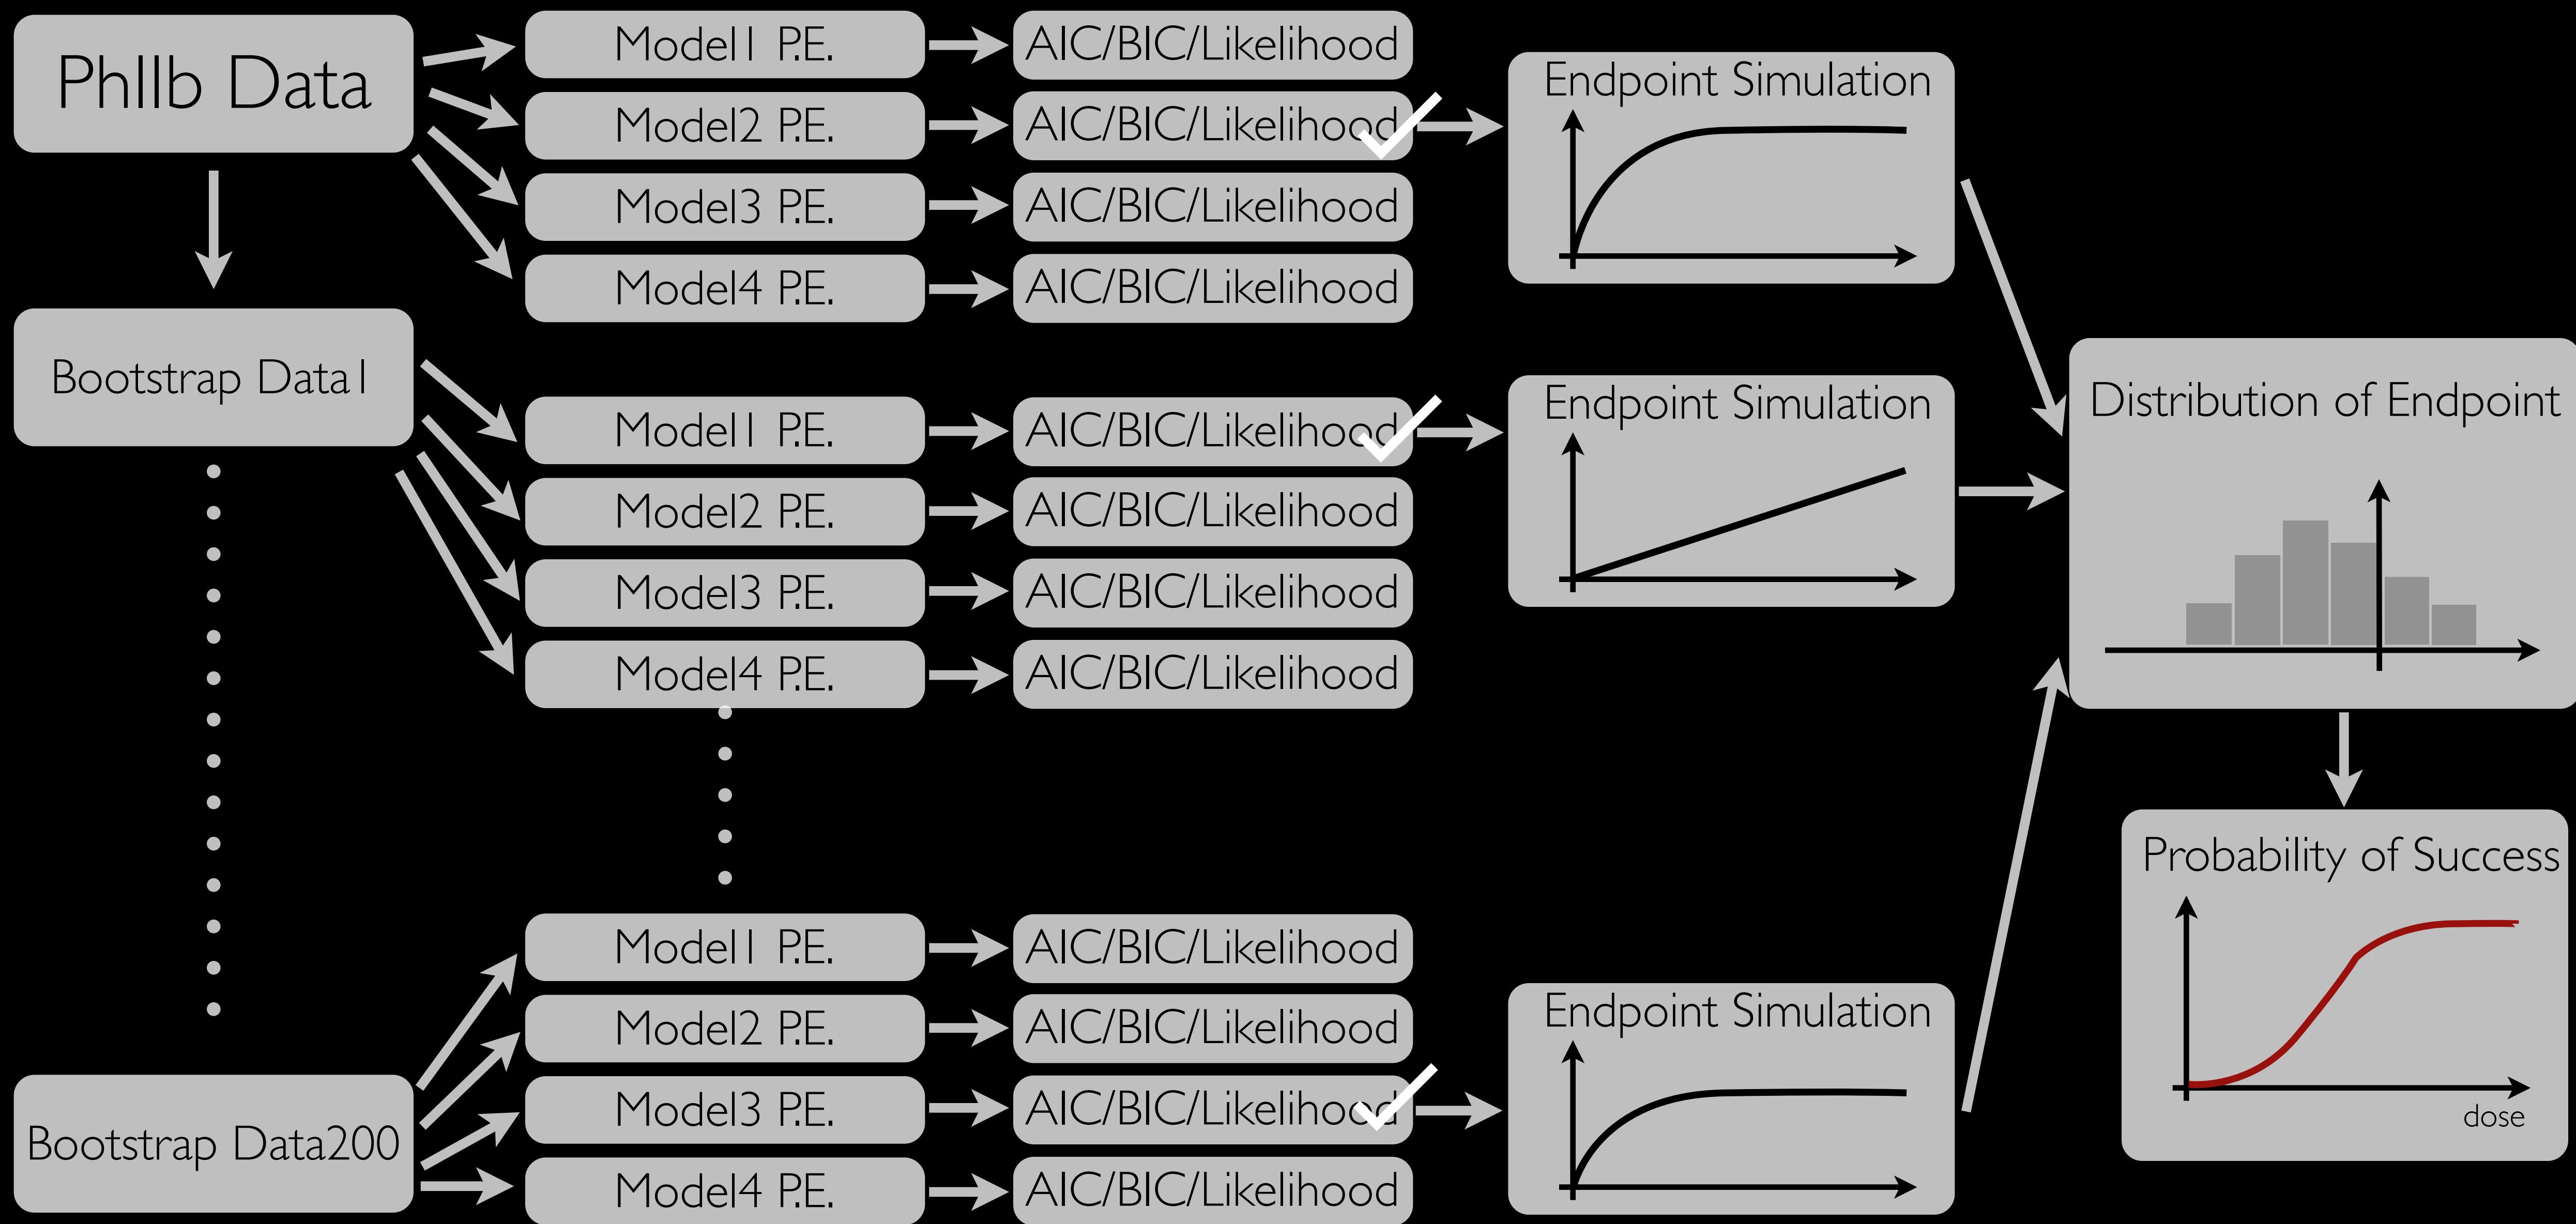 PhIIb Data
Model1 P.E.
AIC/BIC/Likelihood
Model2 P.E.
AIC/BIC/Likelihood
Model3 P.E.
AIC/BIC/Likelihood
Model4 P.E.
AIC/BIC/Likelihood
Endpoint Simulation
Bootstrap Data1
Model1 P.E.
AIC/BIC/Likelihood
Model2 P.E.
AIC/BIC/Likelihood
Model3 P.E.
AIC/BIC/Likelihood
Model4 P.E.
AIC/BIC/Likelihood
Endpoint Simulation
Bootstrap Data200
Model1 P.E.
AIC/BIC/Likelihood
Model2 P.E.
AIC/BIC/Likelihood
Model3 P.E.
AIC/BIC/Likelihood
Model4 P.E.
AIC/BIC/Likelihood
Endpoint Simulation
Distribution of Endpoint
Probability of Success
dose